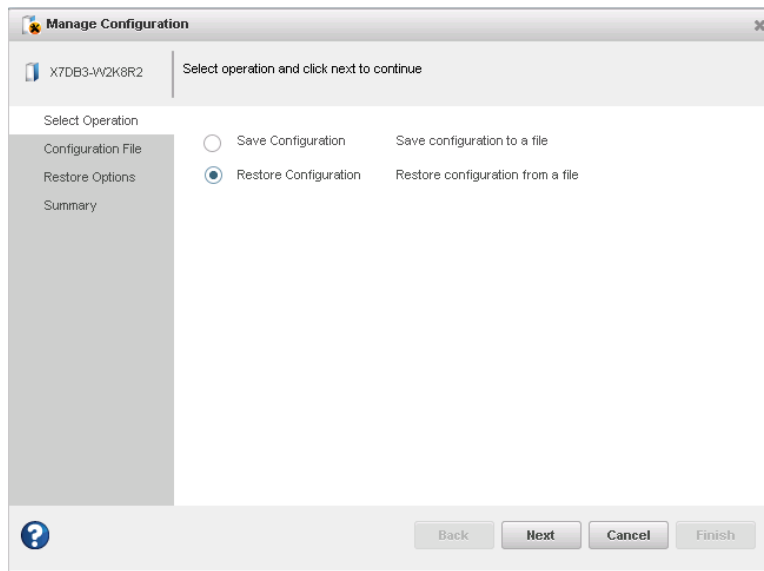 Manage Configuration
X7DB3-W2K8R2
Select operation and click next to continue
Select Operation
Configuration File
Restore Options
Summary
Save Configuration Save configuration to a file
Restore Configuration Restore configuration from a file
?
Back Next Cancel Finish